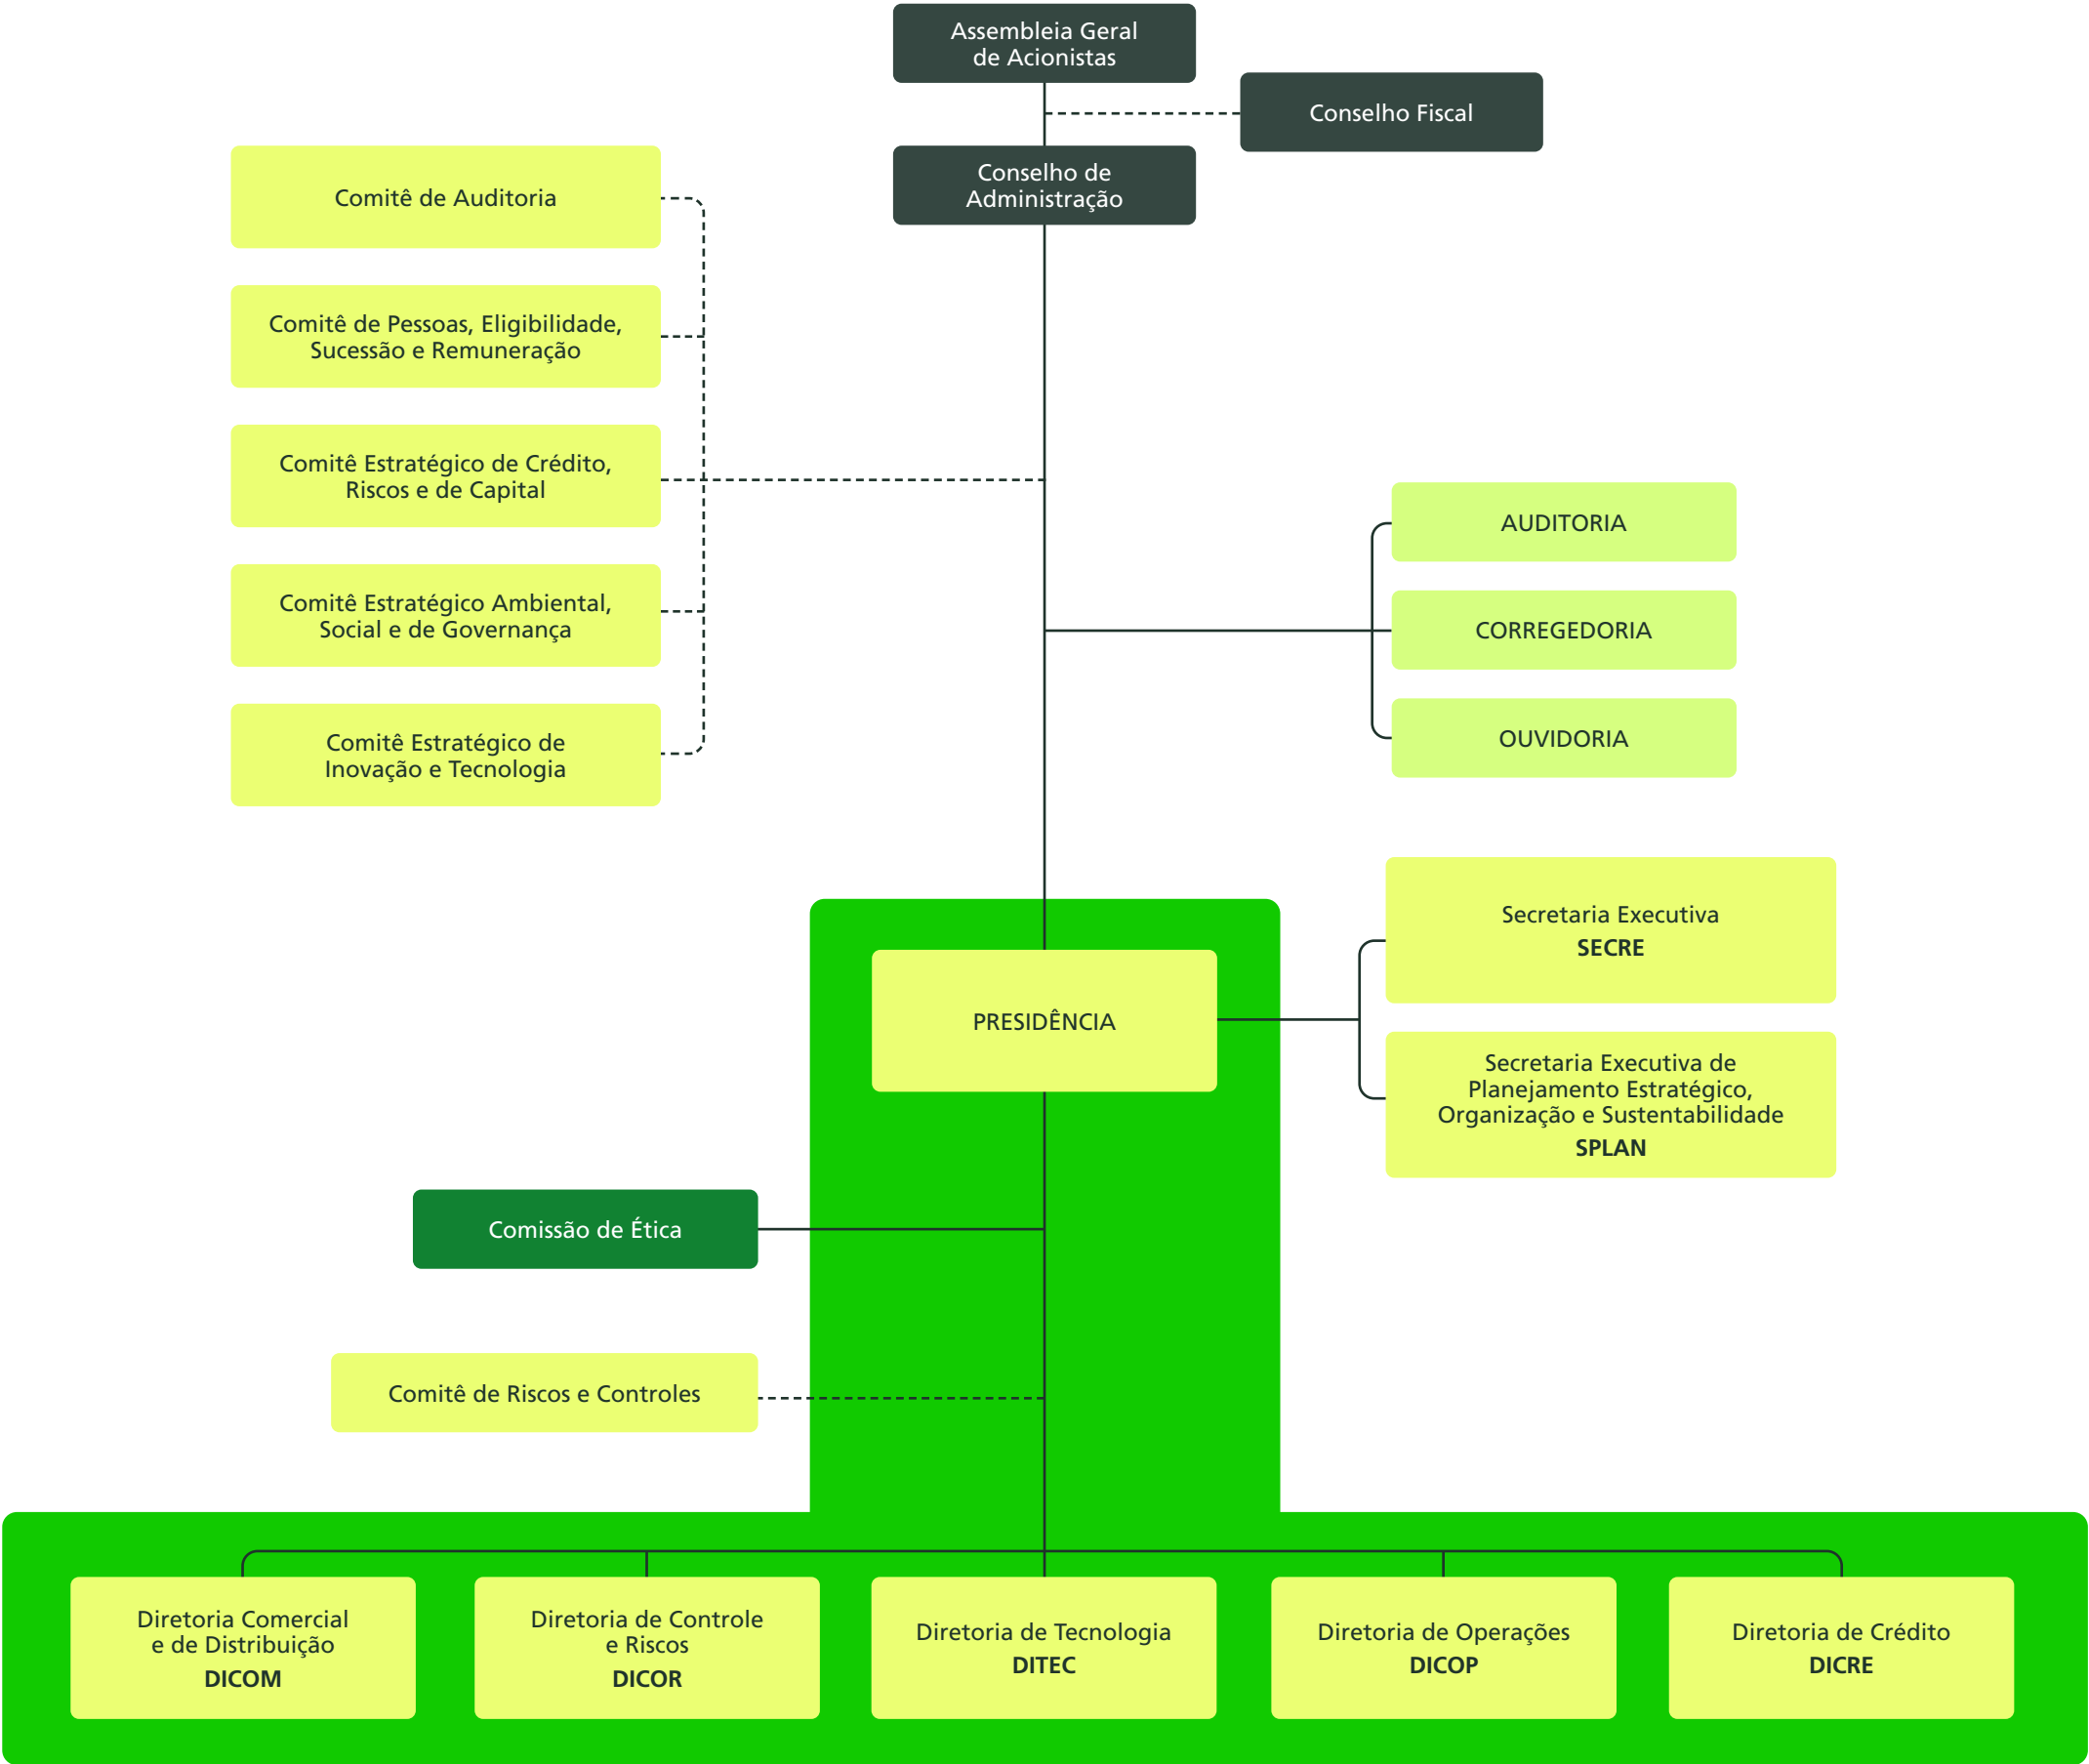 Assembleia Geral
de Acionistas
Conselho Fiscal
Conselho de
Administração
Comitê de Auditoria
Comitê de Pessoas, Eligibilidade,
Sucessão e Remuneração
Comitê Estratégico de Crédito,
Riscos e de Capital
Comitê Estratégico Ambiental,
Social e de Governança
Comitê Estratégico de
Inovação e Tecnologia
AUDITORIA
CORREGEDORIA
OUVIDORIA
PRESIDÊNCIA
Secretaria Executiva
SECRE
Secretaria Executiva de
Planejamento Estratégico,
Organização e Sustentabilidade
SPLAN
Comissão de Ética
Comitê de Riscos e Controles
Diretoria Comercial
e de Distribuição
DICOM
Diretoria de Controle
e Riscos
DICOR
Diretoria de Tecnologia
DITEC
Diretoria de Operações
DICOP
Diretoria de Crédito
DICRE